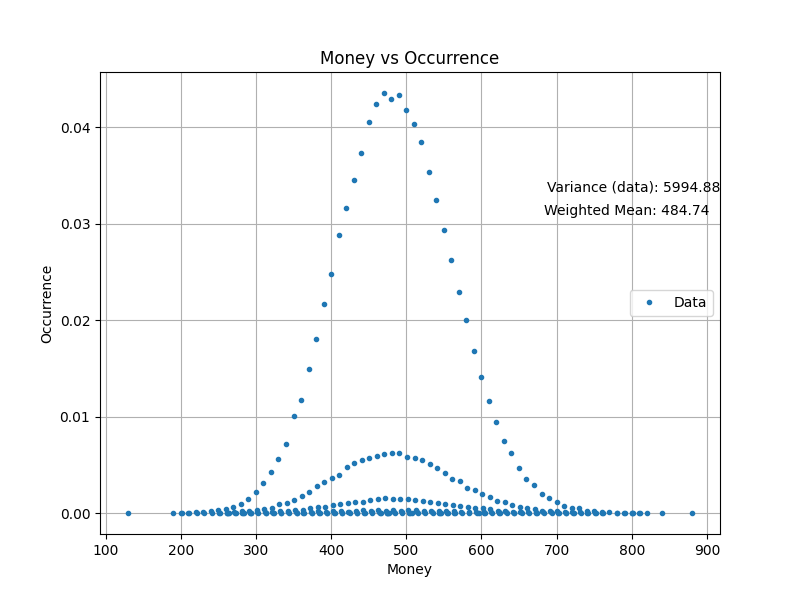 Money vs Occurrence
0.04
Variance (data): 5994.88
Weighted Mean: 484.74
0.03
Occurrence
Data
0.02
0.01
0.00
100 200 300 400 500 600 700 800 900
Money